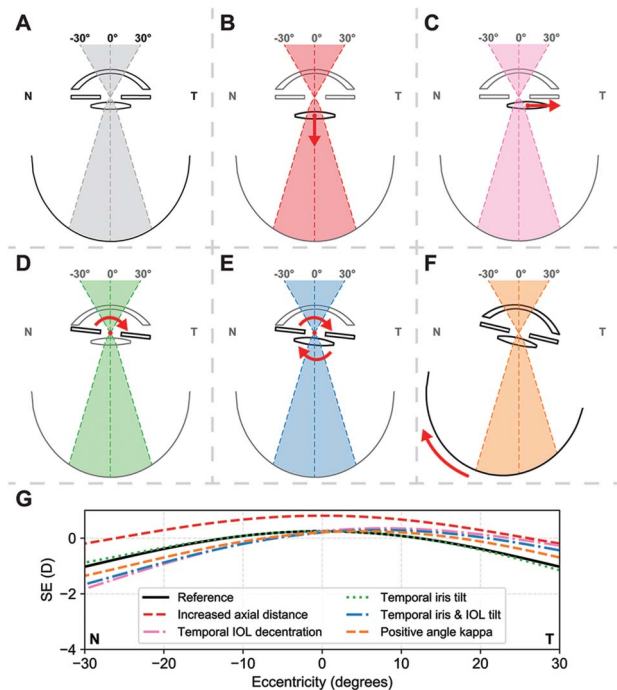 A
B
C
-30° 0° 30°
-30° 0° 30°
-30° 0° 30°
N T
N T
N T
D
E
F
-30° 0° 30°
-30° 0° 30°
-30° 0° 30°
N T
N T
N T
G
SE (D)
0
−2
−4
Reference
Increased axial distance
Temporal IOL decentration
Temporal iris tilt
Temporal iris & IOL tilt
Positive angle kappa
N T
−30 −20 −10 0 10 20 30
Eccentricity (degrees)